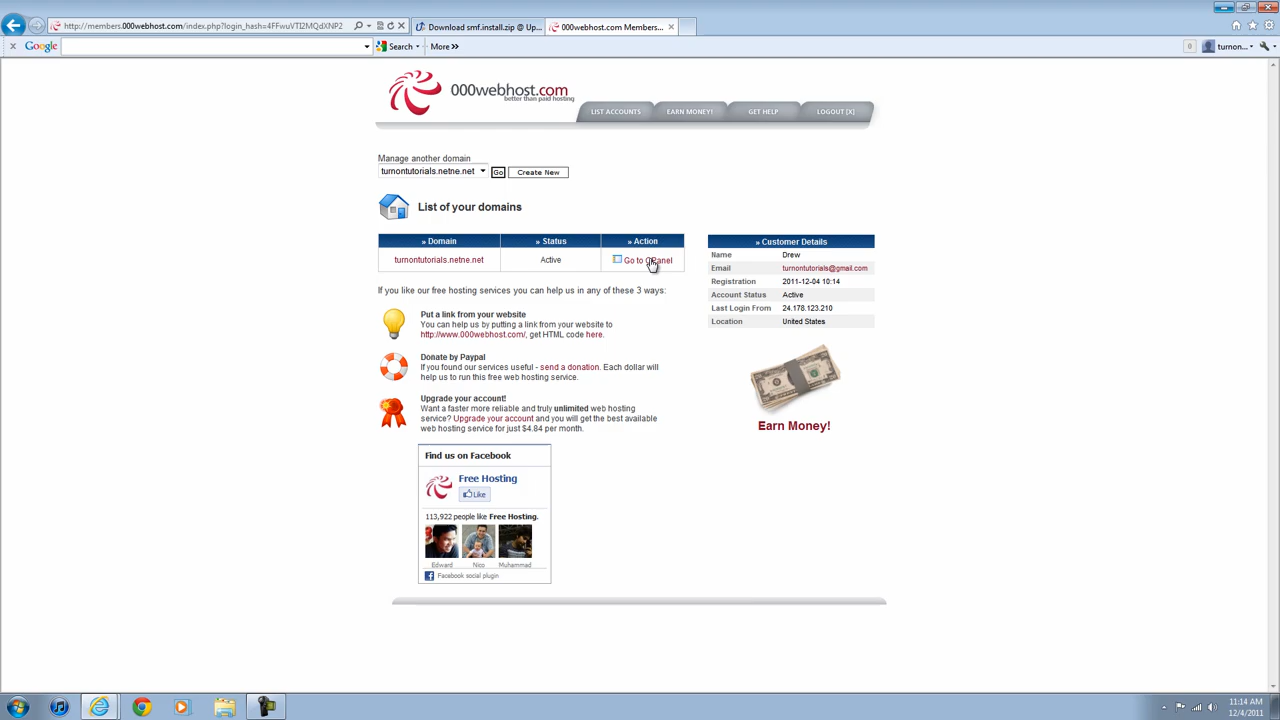 http://members.000webhost.com/index.php?login_hash=4FFwuVTI2MQdXNP2
Download smf.install.zip @ Up...
000webhost.com Members...
Google
Search
More »
0
turnon...
000webhost.com
better than paid hosting
LIST ACCOUNTS
EARN MONEY!
GET HELP
LOGOUT [X]
Manage another domain
turnontutorials.netne.net
Go
Create New
List of your domains
» Domain
» Status
» Action
turnontutorials.netne.net
Active
Go to CPanel
» Customer Details
Name Drew
Email turnontutorials@gmail.com
Registration 2011-12-04 10:14
Account Status Active
Last Login From 24.178.123.210
Location United States
If you like our free hosting services you can help us in any of these 3 ways:
Put a link from your website
You can help us by putting a link from your website to
http://www.000webhost.com/, get HTML code here.
Donate by Paypal
If you found our services useful - send a donation. Each dollar will
help us to run this free web hosting service.
Upgrade your account!
Want a faster more reliable and truly unlimited web hosting
service? Upgrade your account and you will get the best available
web hosting service for just $4.84 per month.
Earn Money!
Find us on Facebook
Free Hosting
Like
113,922 people like Free Hosting.
Edward
Nico
Muhammad
Facebook social plugin
11:14 AM
12/4/2011